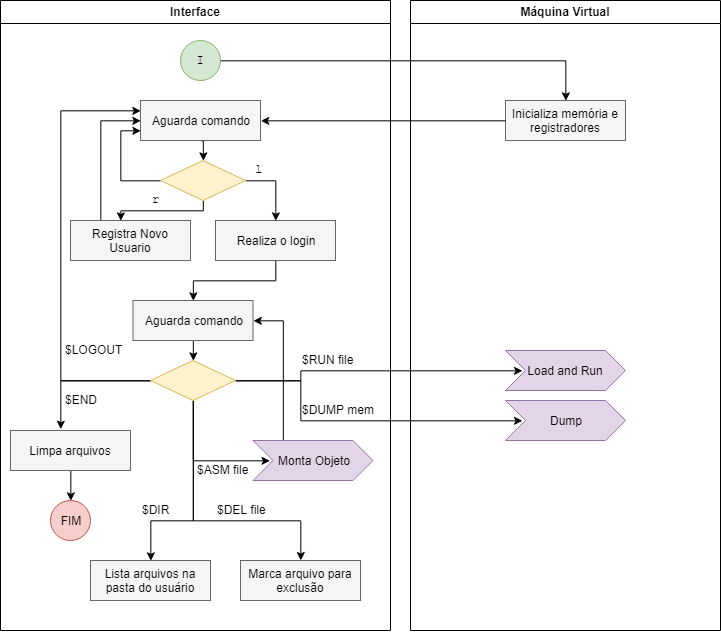 Interface
Máquina Virtual
I
Aguarda comando
Inicializa memória e
registradores
l
r
Registra Novo
Usuario
Realiza o login
Aguarda comando
$LOGOUT
$RUN file
Load and Run
$END
$DUMP mem
Dump
Limpa arquivos
Monta Objeto
$ASM file
FIM
$DIR
$DEL file
Lista arquivos na
pasta do usuário
Marca arquivo para
exclusão